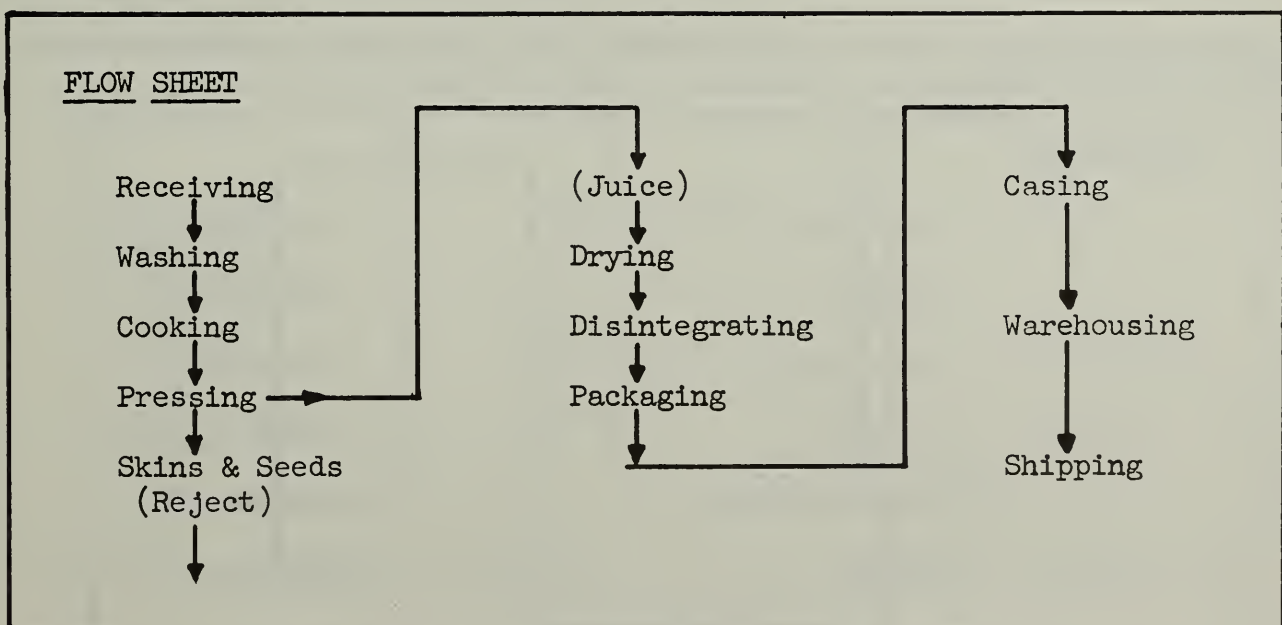 FLOW SHEET
Receiving
Washing
Cooking
Pressing
Skins & Seeds
(Reject)
(Juice)
Drying
Disintegrating
Packaging
Casing
Warehousing
Shipping